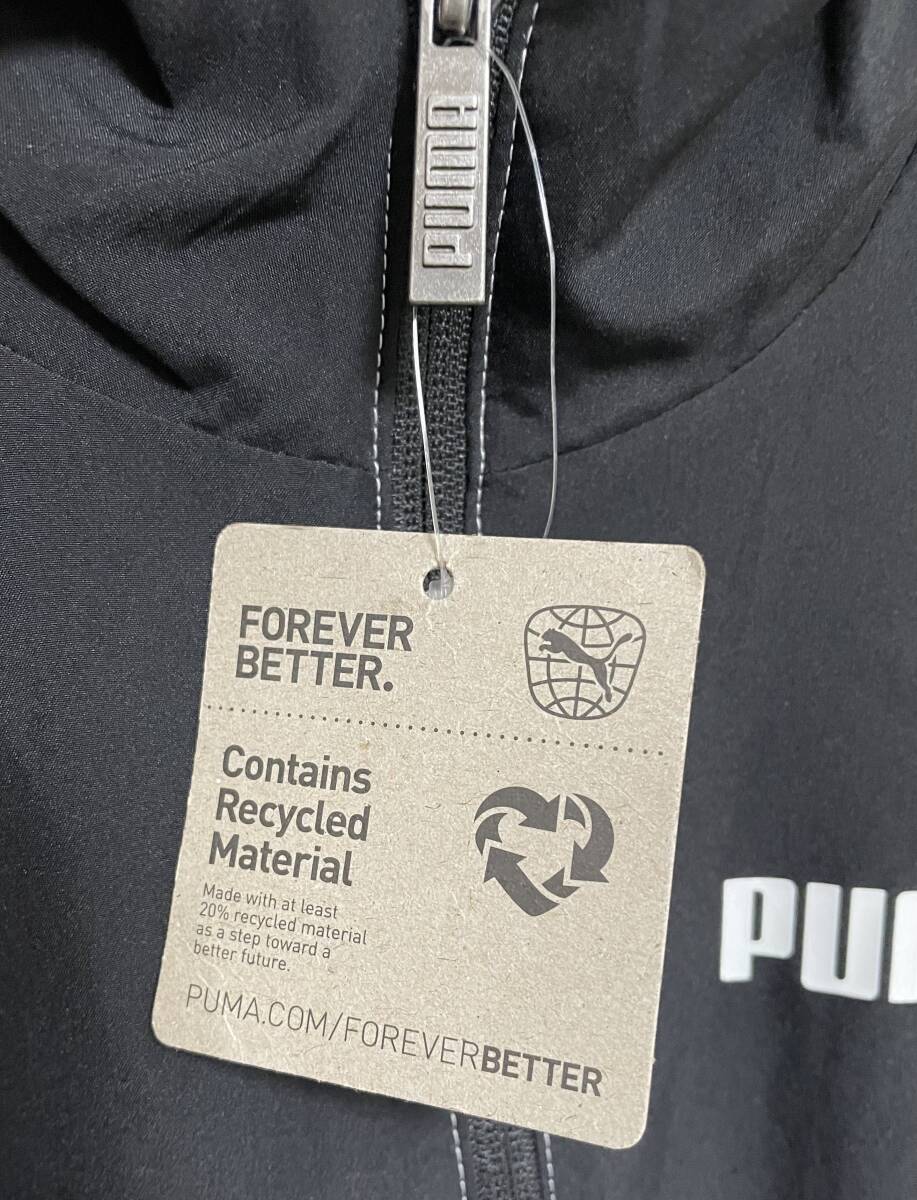 PUMA
FOREVER
BETTER.
Contains
Recycled
Material
Made with at least
20% recycled material
as a step toward a
better future.
PUMA.COM/FOREVERBETTER
PU